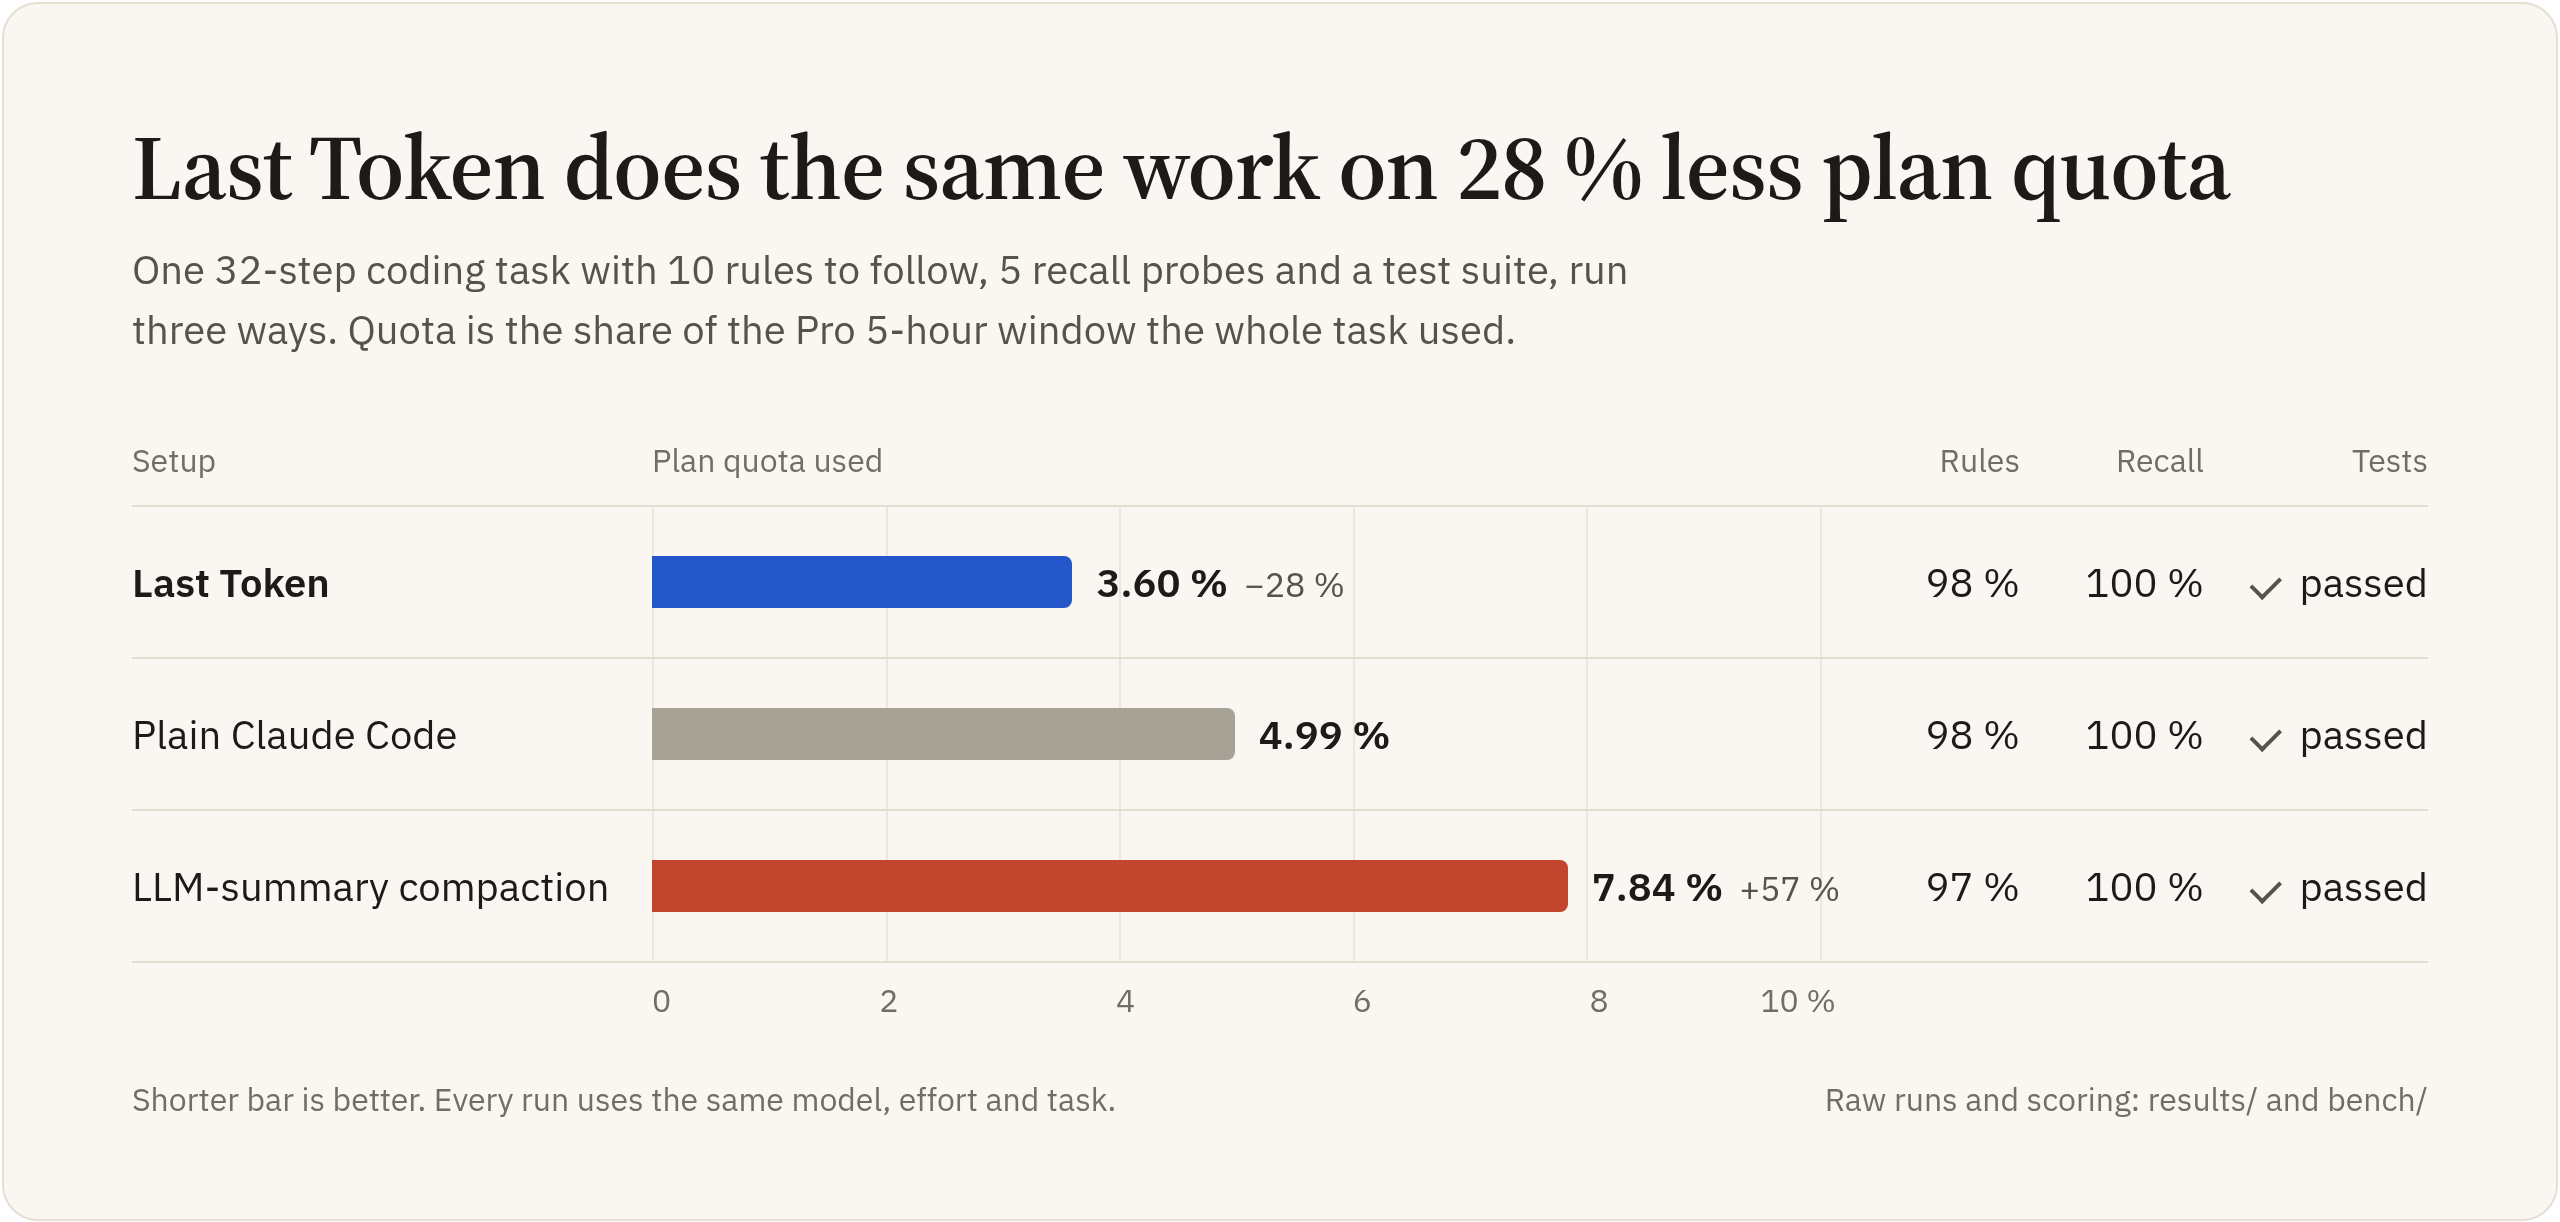 Last Token does the same work on 28 % less plan quota
One 32-step coding task with 10 rules to follow, 5 recall probes and a test suite, run
three ways. Quota is the share of the Pro 5-hour window the whole task used.
Setup Plan quota used Rules Recall Tests
Last Token 3.60 % −28 % 98 % 100 % ✓ passed
Plain Claude Code 4.99 % 98 % 100 % ✓ passed
LLM-summary compaction 7.84 % +57 % 97 % 100 % ✓ passed
0 2 4 6 8 10 %
Shorter bar is better. Every run uses the same model, effort and task. Raw runs and scoring: results/ and bench/